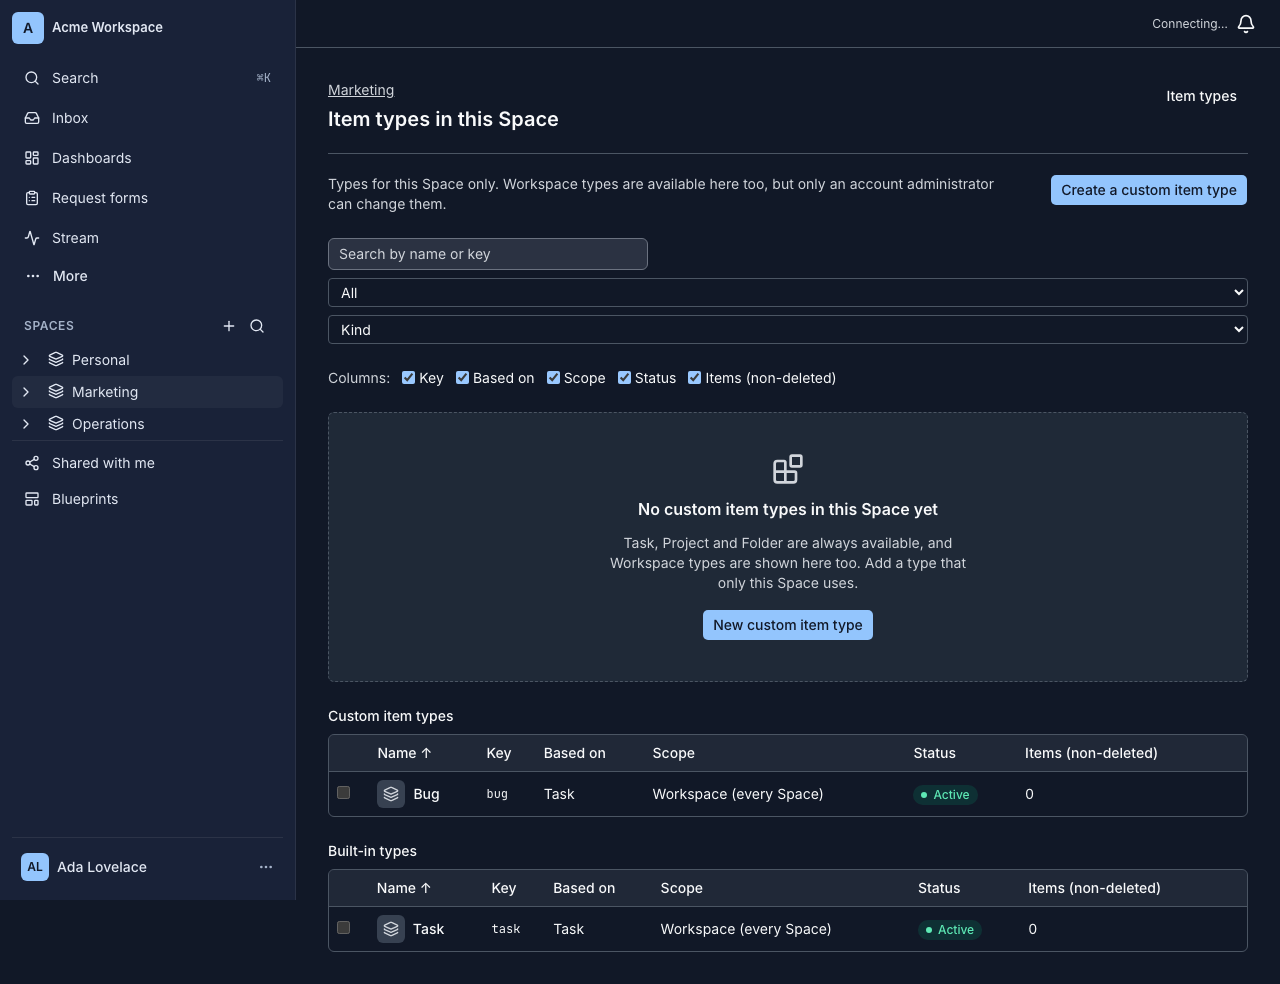 A Acme Workspace
Connecting...
Search ⌘K
Inbox
Dashboards
Request forms
Stream
More
SPACES
Personal
Marketing
Operations
Shared with me
Blueprints
AL Ada Lovelace
Marketing
Item types in this Space
Item types
Types for this Space only. Workspace types are available here too, but only an account administrator
can change them.
Create a custom item type
Search by name or key
All
Kind
Columns: Key Based on Scope Status Items (non-deleted)
No custom item types in this Space yet
Task, Project and Folder are always available, and
Workspace types are shown here too. Add a type that
only this Space uses.
New custom item type
Custom item types
Name ↑ Key Based on Scope Status Items (non-deleted)
Bug bug Task Workspace (every Space) Active 0
Built-in types
Name ↑ Key Based on Scope Status Items (non-deleted)
Task task Task Workspace (every Space) Active 0